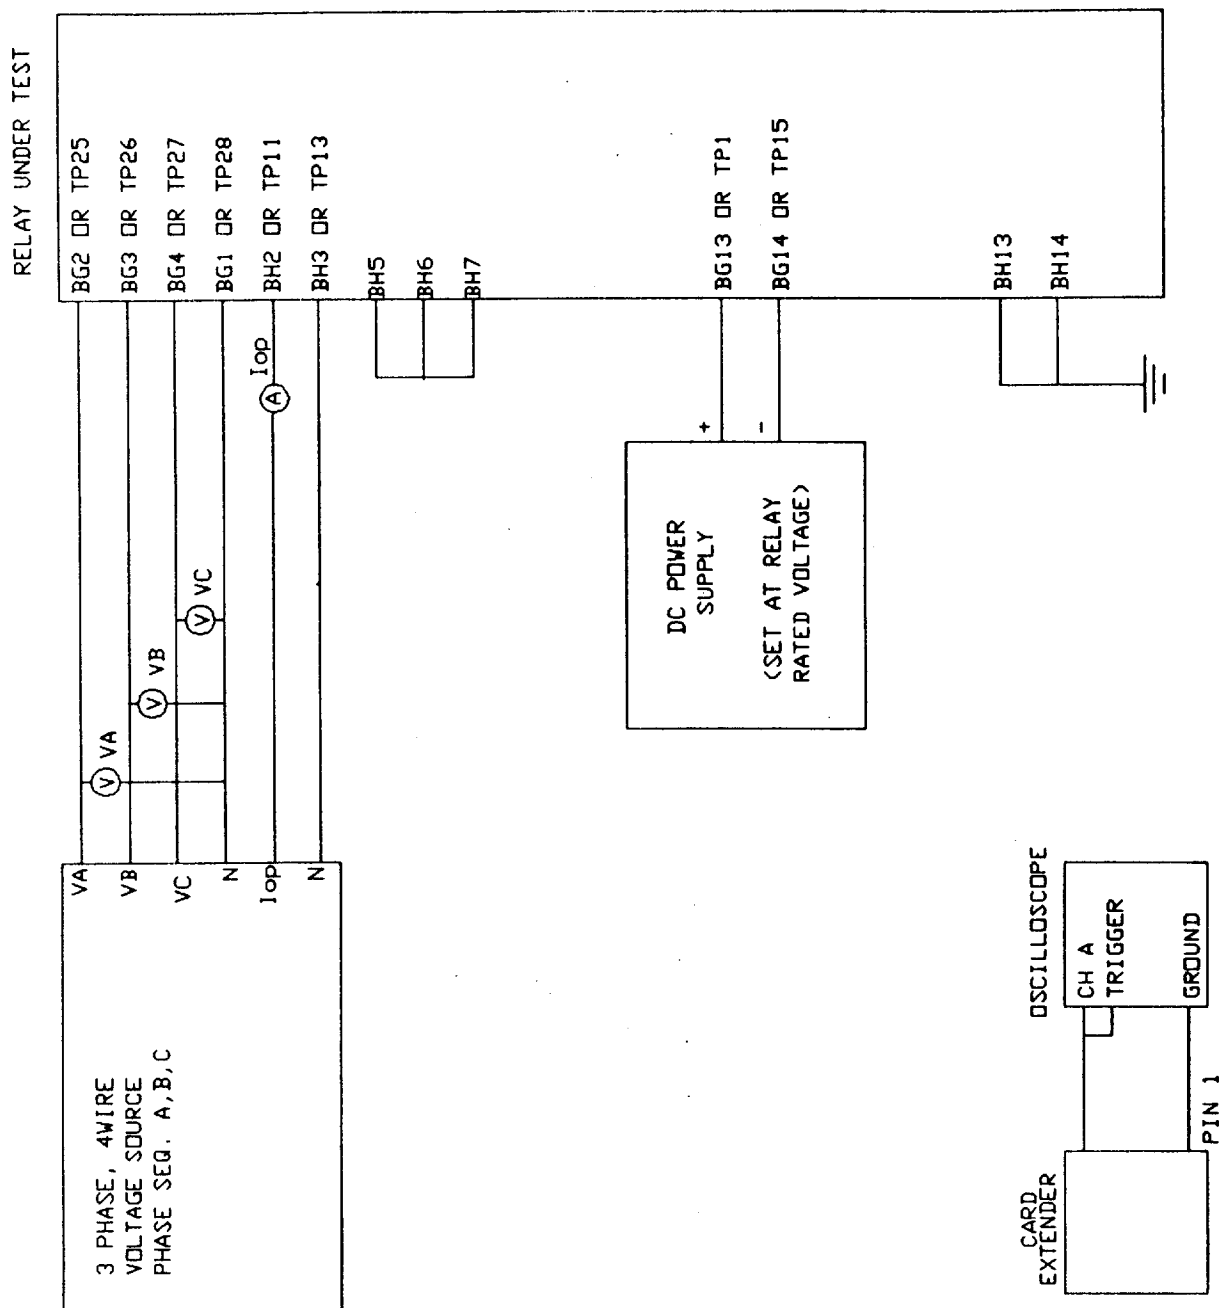 RELAY UNDER TEST
BG2 OR TP25
BG3 OR TP26
BG4 OR TP27
BG1 OR TP28
BH2 OR TP11
BH3 OR TP13
BH5
BH6
BH7
BG13 OR TP1
BG14 OR TP15
BH13
BH14
Iop
A
V VC
V VB
V VA
+
-
DC POWER
SUPPLY
(SET AT RELAY
RATED VOLTAGE)
VA
VB
VC
N
Iop
N
3 PHASE, 4WIRE
VOLTAGE SOURCE
PHASE SEQ. A,B,C
OSCILLOSCOPE
CH A
TRIGGER
GROUND
PIN 1
CARD
EXTENDER